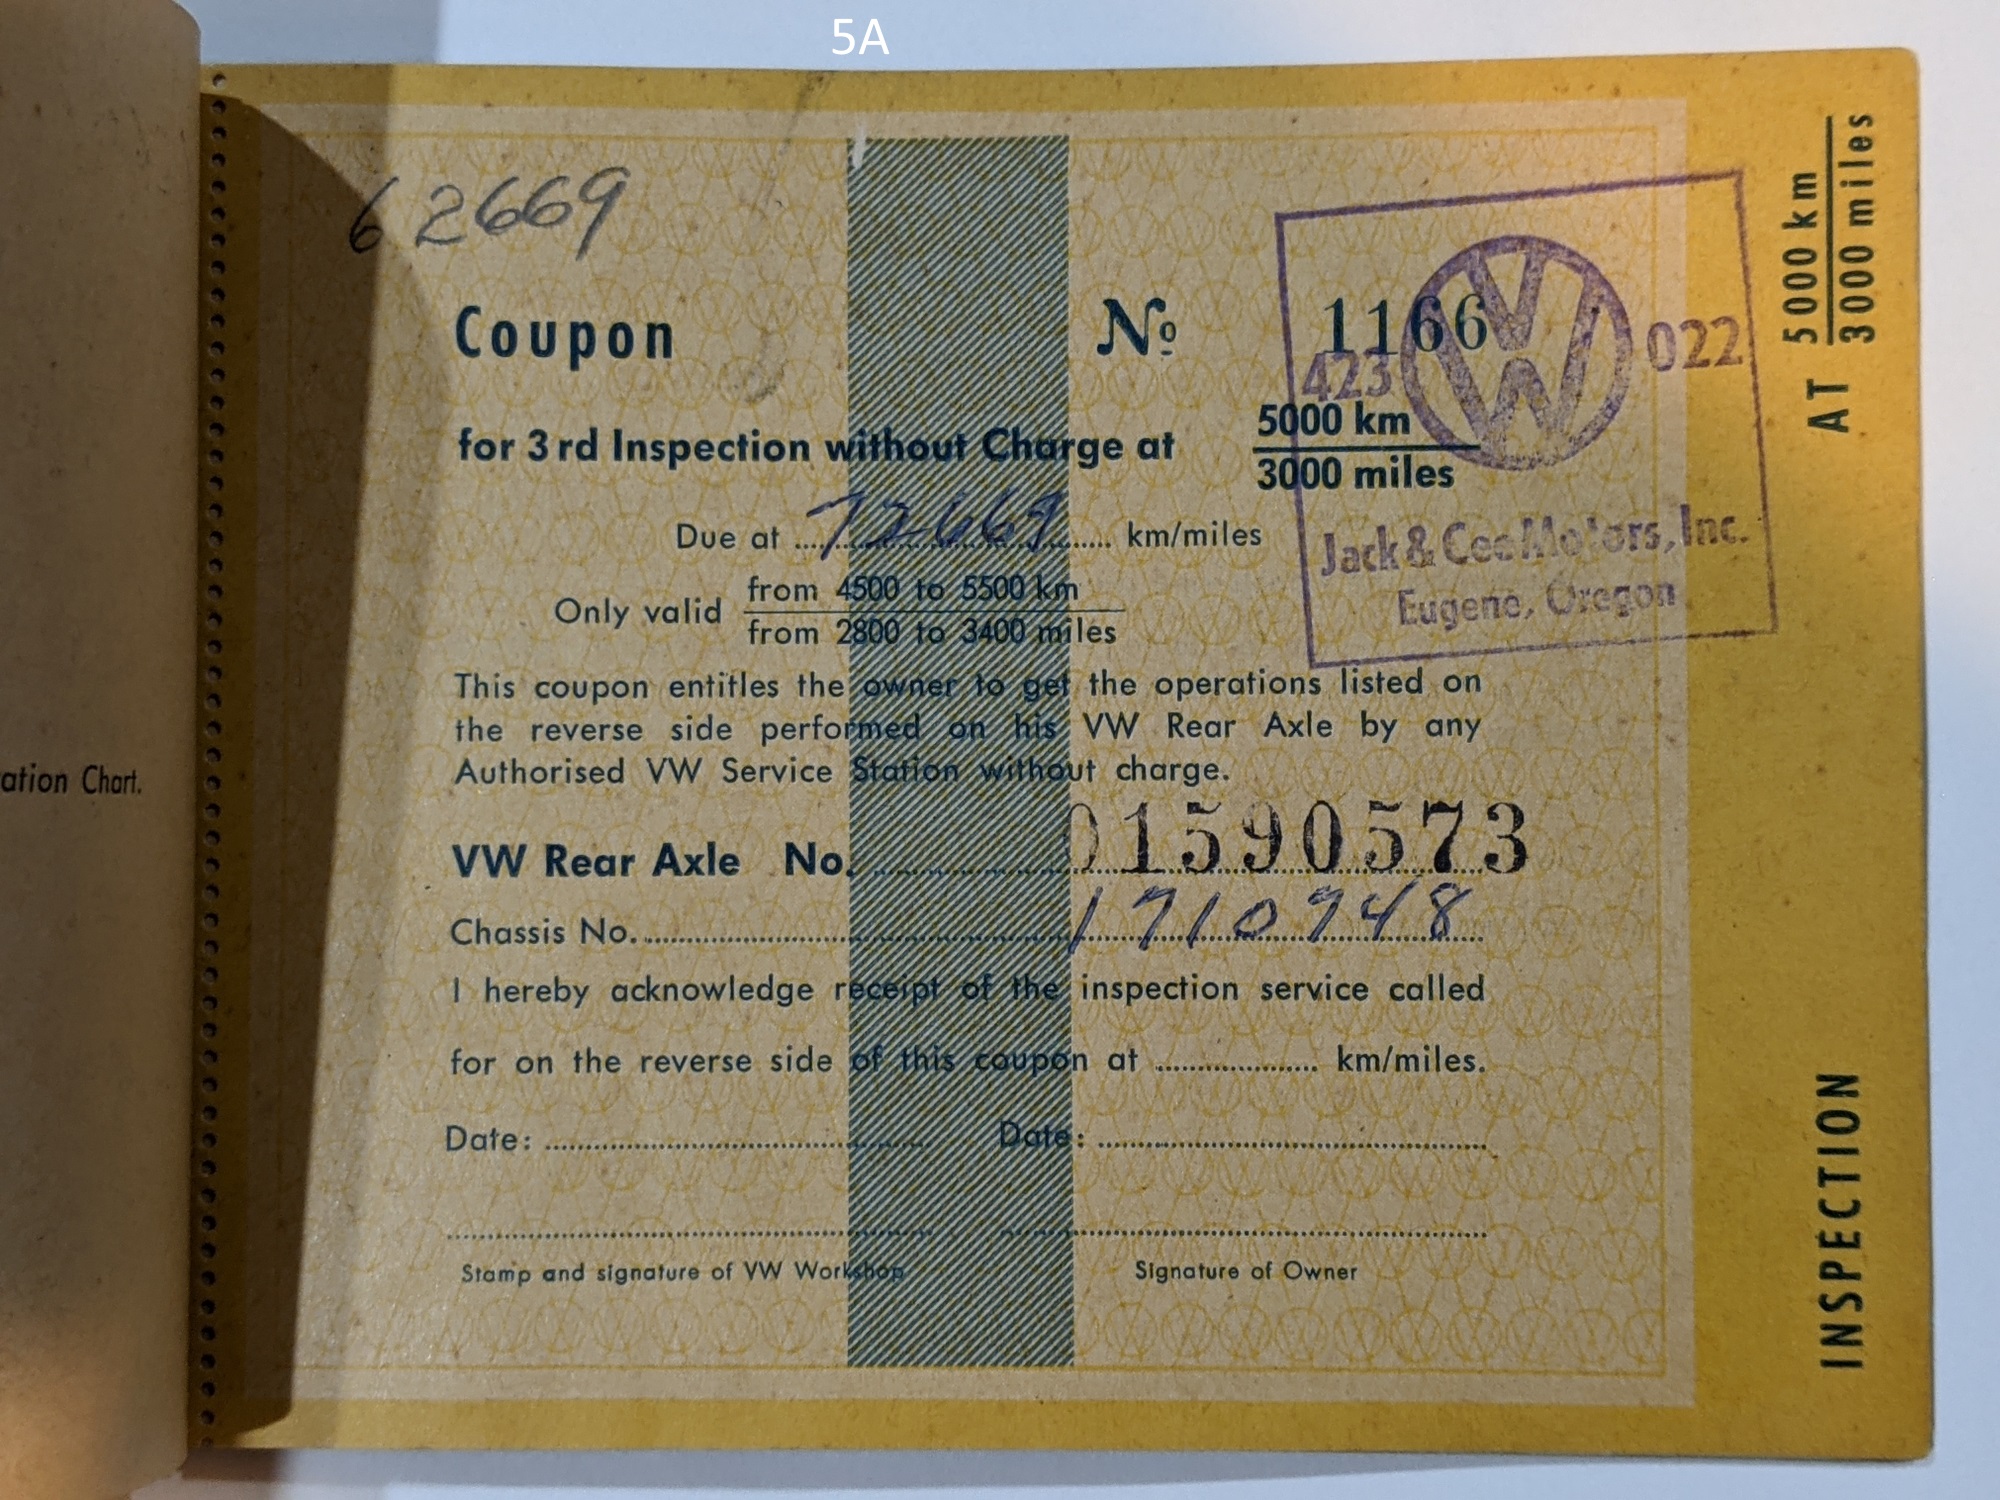 5A
62669
Coupon Nº 1166
423 VW 022
for 3rd Inspection without Charge at 5000 km
3000 miles
Due at 72669 km/miles
Jack & Cee Motors, Inc.
Eugene, Oregon
Only valid from 4500 to 5500 km
from 2800 to 3400 miles
This coupon entitles the owner to get the operations listed on
the reverse side performed on his VW Rear Axle by any
Authorised VW Service Station without charge.
VW Rear Axle No. 01590573
Chassis No. 1710948
I hereby acknowledge receipt of the inspection service called
for on the reverse side of this coupon at km/miles.
Date: Date:
Stamp and signature of VW Workshop Signature of Owner
INSPECTION AT 5000 km
3000 miles
ation Chart.